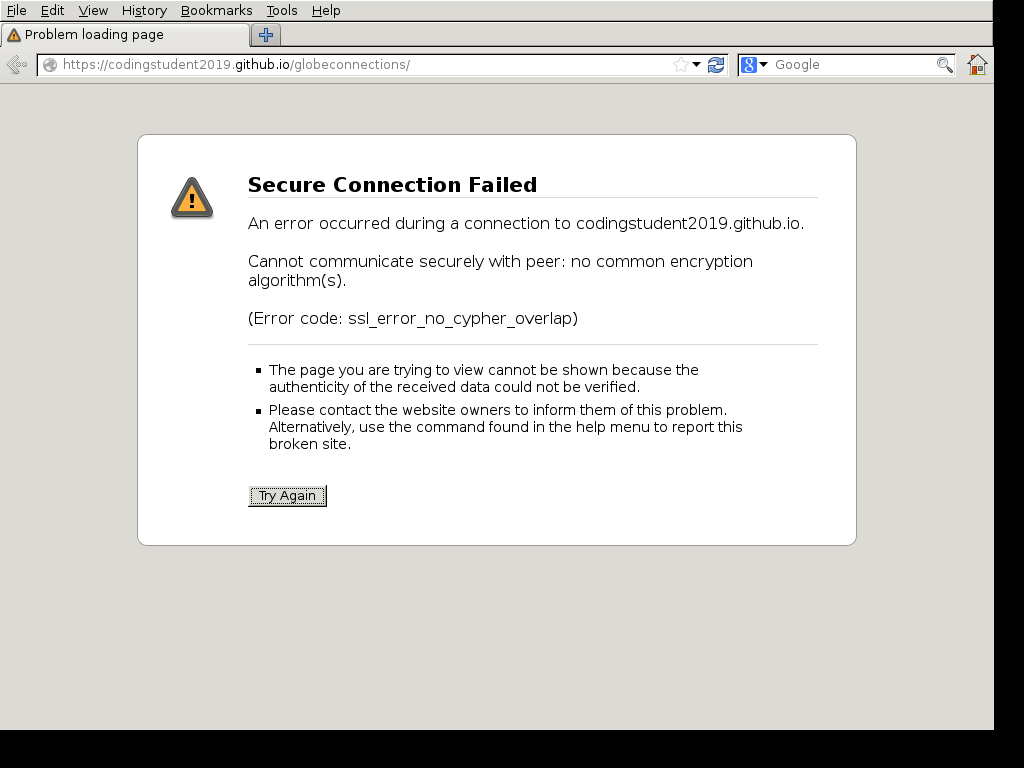 File Edit View History Bookmarks Tools Help
Problem loading page
https://codingstudent2019.github.io/globeconnections/ Google
Secure Connection Failed
An error occurred during a connection to codingstudent2019.github.io.
Cannot communicate securely with peer: no common encryption
algorithm(s).
(Error code: ssl_error_no_cypher_overlap)
The page you are trying to view cannot be shown because the
authenticity of the received data could not be verified.
Please contact the website owners to inform them of this problem.
Alternatively, use the command found in the help menu to report this
broken site.
Try Again